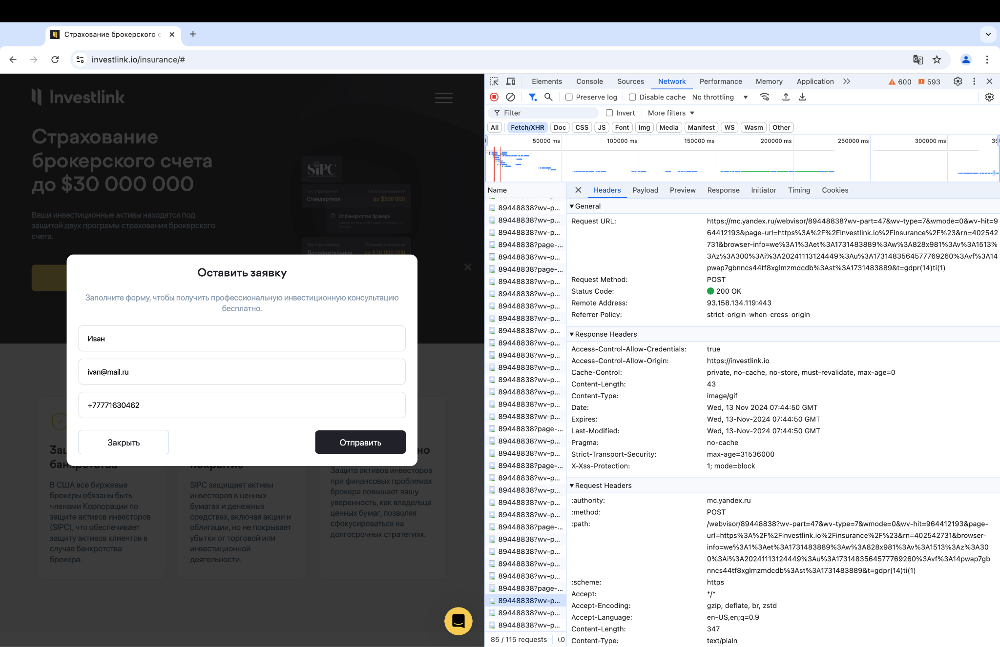 Страхование брокерского с
investlink.io/insurance/#
Investlink
Страхование
брокерского счета
до $30 000 000
Ваши инвестиционные активы находятся под
защитой двух программ страхования брокерского
счета.
SIPC
Тип страхования:
Страховое покрытие
Стандартное
до $500 000
От банкротства брокера
Тип страхования:
Страховое покрытие
Дополнительное
до $30 000 000
Оставить заявку
Заполните форму, чтобы получить профессиональную инвестиционную консультацию
бесплатно.
Иван
ivan@mail.ru
+77771630462
Закрыть
Отправить
В США все биржевые
брокеры обязаны быть
членами Корпорации по
защите активов инвесторов
(SIPC), что обеспечивает
защиту активов клиентов в
случае банкротства
брокера.
SIPC защищает активы
инвесторов в ценных
бумагах и денежных
средствах, включая акции и
облигации, но не покрывает
убытки от торговой или
инвестиционной
деятельности.
Защита активов инвесторов
при финансовых проблемах
брокера повышает вашу
уверенность, как владельца
ценных бумаг, позволяя
сфокусироваться на
долгосрочных стратегиях.
Elements Console Sources Network Performance Memory Application 600 593
Preserve log Disable cache No throttling
Filter Invert More filters
All Fetch/XHR Doc CSS JS Font Img Media Manifest WS Wasm Other
50000 ms 100000 ms 150000 ms 200000 ms 250000 ms 300000 ms 35
Name
89448838?wv-p...
89448838?wv-p...
89448838?wv-p...
89448838?page-...
89448838?wv-p...
89448838?page-...
89448838?wv-p...
89448838?wv-p...
89448838?wv-p...
89448838?wv-p...
89448838?wv-p...
89448838?wv-p...
89448838?wv-p...
89448838?wv-p...
89448838?wv-p...
89448838?wv-p...
89448838?wv-p...
89448838?wv-p...
89448838?page-...
89448838?wv-p...
89448838?wv-p...
89448838?page-...
89448838?wv-p...
89448838?wv-p...
89448838?wv-p...
89448838?wv-p...
89448838?page-...
89448838?wv-p...
89448838?wv-p...
89448838?wv-p...
89448838?wv-p...
89448838?page-...
89448838?wv-p...
89448838?wv-p...
89448838?wv-p...
85 / 115 requests
Headers Payload Preview Response Initiator Timing Cookies
General
Request URL: https://mc.yandex.ru/webvisor/89448838?wv-part=47&wv-type=7&wmode=0&wv-hit=9
64412193&page-url=https%3A%2F%2Finvestlink.io%2Finsurance%2F%23&rn=402542
731&browser-info=we%3A1%3Aet%3A1731483889%3Aw%3A828x981%3Av%3A1513%
3Az%3A300%3Ai%3A20241113124449%3Au%3A1731483564577769260%3Avf%3A14
pwap7gbnncs44tf8xglmzmdcdb%3Ast%3A1731483889&t=gdpr(14)ti(1)
Request Method: POST
Status Code: 200 OK
Remote Address: 93.158.134.119:443
Referrer Policy: strict-origin-when-cross-origin
Response Headers
Access-Control-Allow-Credentials: true
Access-Control-Allow-Origin: https://investlink.io
Cache-Control: private, no-cache, no-store, must-revalidate, max-age=0
Content-Length: 43
Content-Type: image/gif
Date: Wed, 13 Nov 2024 07:44:50 GMT
Expires: Wed, 13-Nov-2024 07:44:50 GMT
Last-Modified: Wed, 13-Nov-2024 07:44:50 GMT
Pragma: no-cache
Strict-Transport-Security: max-age=31536000
X-Xss-Protection: 1; mode=block
Request Headers
:authority: mc.yandex.ru
:method: POST
:path: /webvisor/89448838?wv-part=47&wv-type=7&wmode=0&wv-hit=964412193&page-
url=https%3A%2F%2Finvestlink.io%2Finsurance%2F%23&rn=402542731&browser-
info=we%3A1%3Aet%3A1731483889%3Aw%3A828x981%3Av%3A1513%3Az%3A30
0%3Ai%3A20241113124449%3Au%3A1731483564577769260%3Avf%3A14pwap7gb
nncs44tf8xglmzmdcdb%3Ast%3A1731483889&t=gdpr(14)ti(1)
:scheme: https
Accept: */*
Accept-Encoding: gzip, deflate, br, zstd
Accept-Language: en-US,en;q=0.9
Content-Length: 347
Content-Type: text/plain